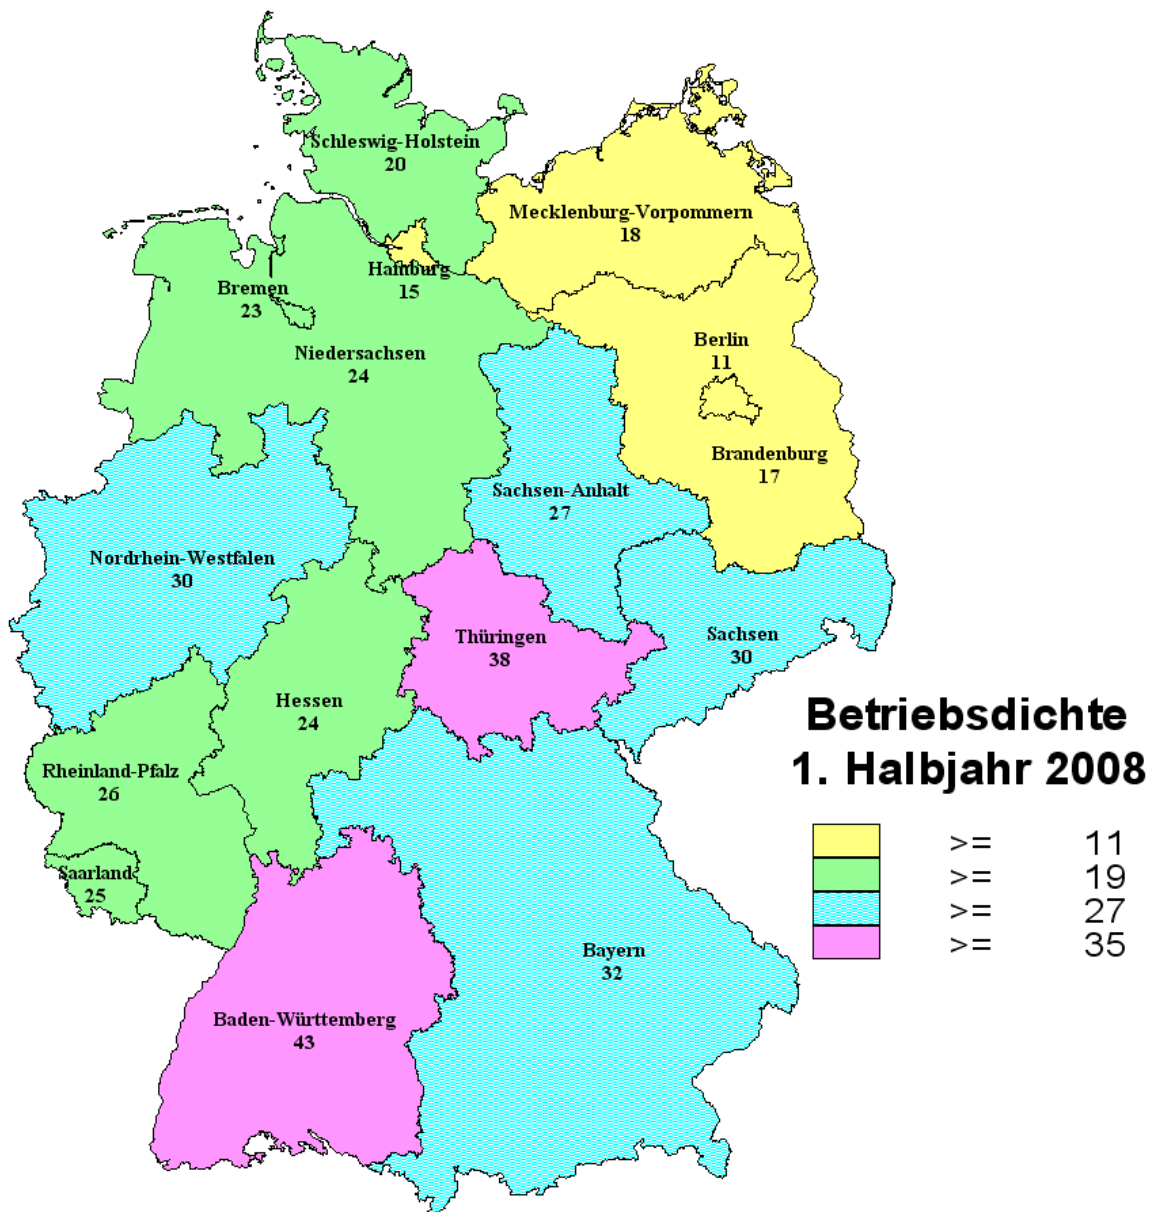 Schleswig-Holstein
20
Mecklenburg-Vorpommern
18
Hamburg
15
Bremen
23
Niedersachsen
24
Berlin
11
Brandenburg
17
Sachsen-Anhalt
27
Nordrhein-Westfalen
30
Thüringen
38
Sachsen
30
Hessen
24
Rheinland-Pfalz
26
Saarland
25
Bayern
32
Baden-Württemberg
43
Betriebsdichte
1. Halbjahr 2008
>= 11
>= 19
>= 27
>= 35